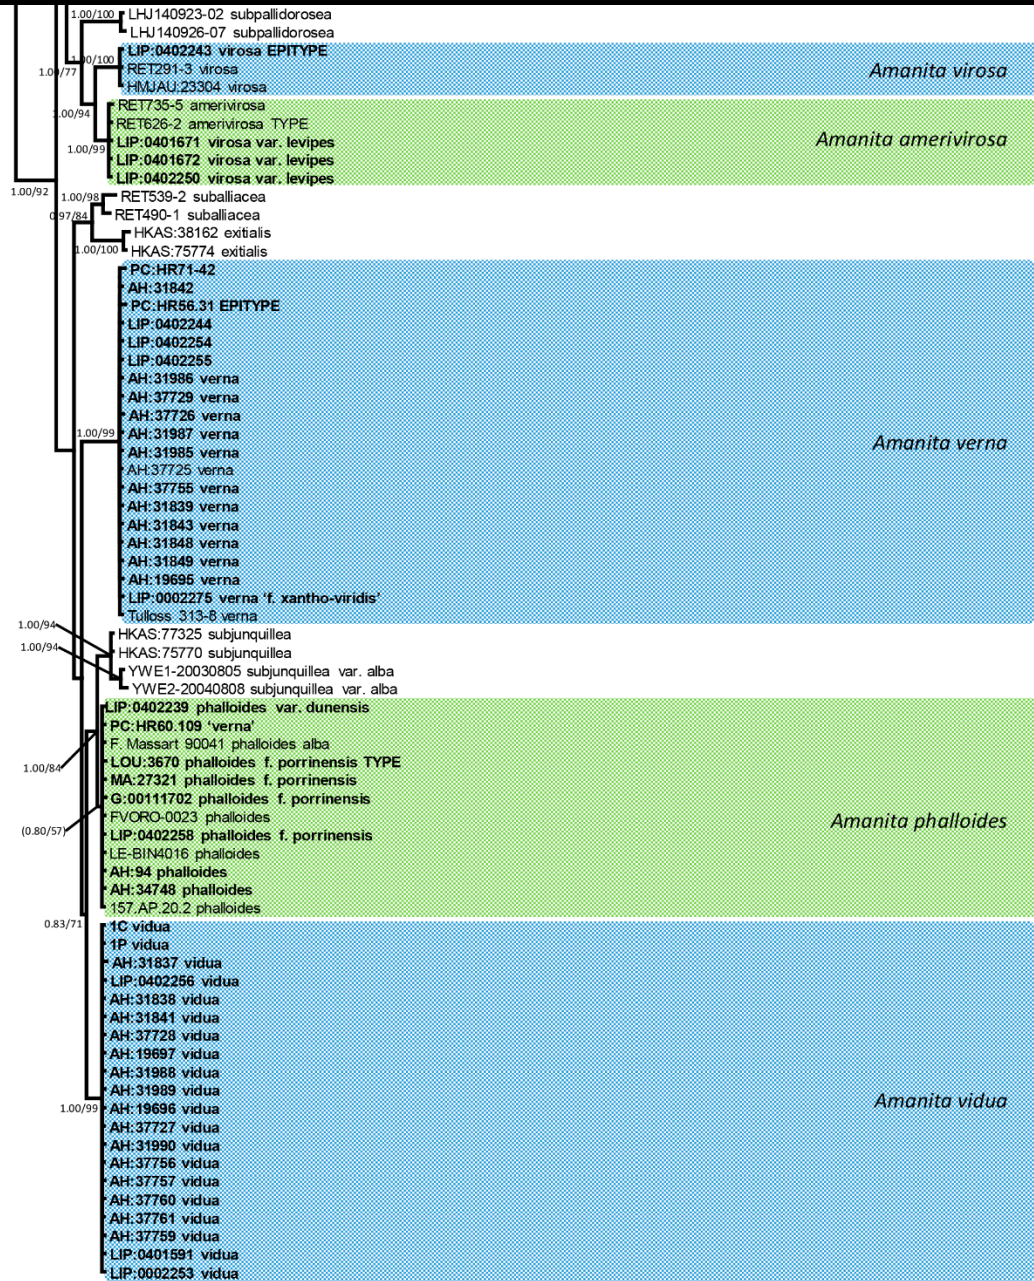 1.00/100
LHJ140923-02 subpallidorosea
LHJ140926-07 subpallidorosea
LIP:0402243 virosa EPITYPE
1.00/100
RET291-3 virosa
Amanita virosa
1.00/77
HMJAU:23304 virosa
RET735-5 amerivirosa
1.00/94
RET626-2 amerivirosa TYPE
LIP:0401671 virosa var. levipes
Amanita amerivirosa
1.00/99
LIP:0401672 virosa var. levipes
LIP:0402250 virosa var. levipes
1.00/92
1.00/98
RET539-2 suballiacea
0.97/84
RET490-1 suballiacea
HKAS:38162 exitialis
1.00/100
HKAS:75774 exitialis
PC:HR71-42
AH:31842
PC:HR56.31 EPITYPE
LIP:0402244
LIP:0402254
LIP:0402255
AH:31986 verna
AH:37729 verna
AH:37726 verna
1.00/99
AH:31987 verna
Amanita verna
AH:31985 verna
AH:37725 verna
AH:37755 verna
AH:31839 verna
AH:31843 verna
AH:31848 verna
AH:31849 verna
AH:19695 verna
LIP:0002275 verna ‘f. xantho-viridis’
Tulloss 313-8 verna
1.00/94
HKAS:77325 subjunquillea
1.00/94
HKAS:75770 subjunquillea
YWE1-20030805 subjunquillea var. alba
YWE2-20040808 subjunquillea var. alba
LIP:0402239 phalloides var. dunensis
PC:HR60.109 ‘verna’
F. Massart 90041 phalloides alba
1.00/84
LOU:3670 phalloides f. porrinensis TYPE
MA:27321 phalloides f. porrinensis
G:00111702 phalloides f. porrinensis
FVORO-0023 phalloides
Amanita phalloides
(0.80/57)
LIP:0402258 phalloides f. porrinensis
LE-BIN4016 phalloides
AH:94 phalloides
AH:34748 phalloides
157.AP.20.2 phalloides
0.83/71
1C vidua
1P vidua
AH:31837 vidua
LIP:0402256 vidua
AH:31838 vidua
AH:31841 vidua
AH:37728 vidua
AH:19697 vidua
AH:31988 vidua
AH:31989 vidua
Amanita vidua
1.00/99
AH:19696 vidua
AH:37727 vidua
AH:31990 vidua
AH:37756 vidua
AH:37757 vidua
AH:37760 vidua
AH:37761 vidua
AH:37759 vidua
LIP:0401591 vidua
LIP:0002253 vidua